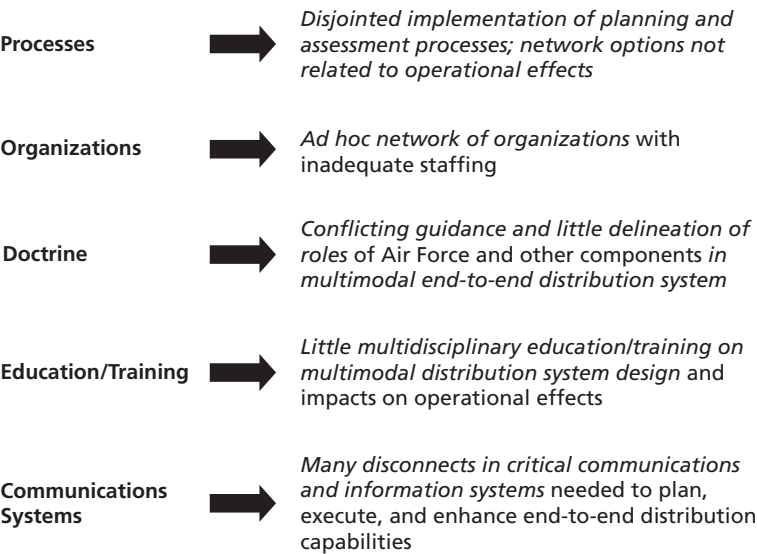 Processes
Disjointed implementation of planning and
assessment processes; network options not
related to operational effects
Organizations
Ad hoc network of organizations with
inadequate staffing
Doctrine
Conflicting guidance and little delineation of
roles of Air Force and other components in
multimodal end-to-end distribution system
Education/Training
Little multidisciplinary education/training on
multimodal distribution system design and
impacts on operational effects
Communications
Systems
Many disconnects in critical communications
and information systems needed to plan,
execute, and enhance end-to-end distribution
capabilities